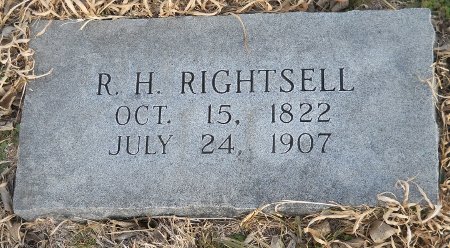 R. H. RIGHTSELL
OCT. 15, 1822
JULY 24, 1907